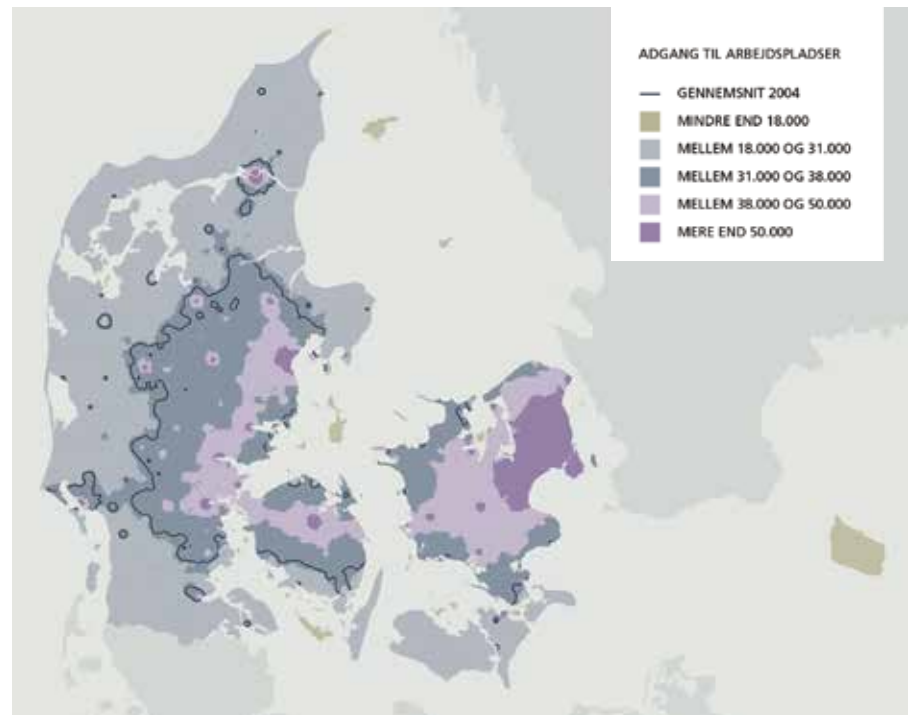 ADGANG TIL ARBEJDSPLADSER
GENNEMSNIT 2004
MINDRE END 18.000
MELLEM 18.000 OG 31.000
MELLEM 31.000 OG 38.000
MELLEM 38.000 OG 50.000
MERE END 50.000